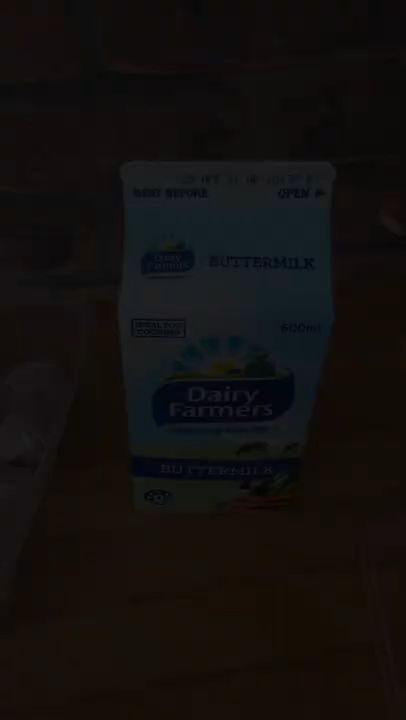 BEST BEFORE
OPEN
Dairy
Farmers
BUTTERMILK
IDEAL FOR
COOKING
600ml
Dairy
Farmers
BUTTERMILK